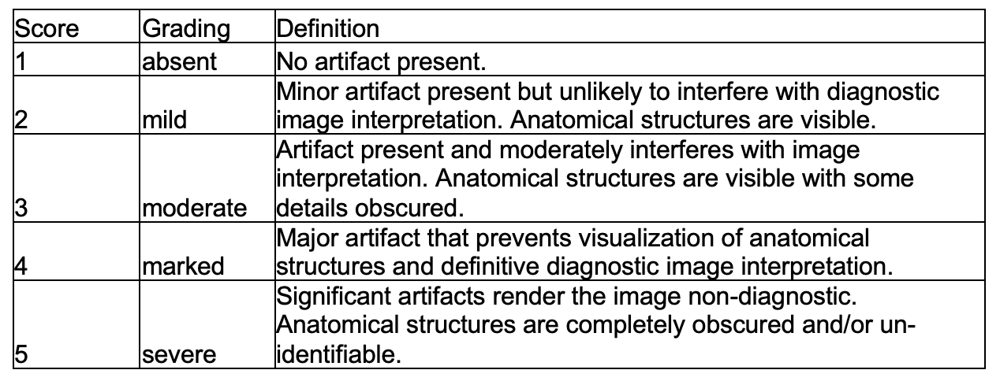 Score Grading Definition
1 absent No artifact present.
Minor artifact present but unlikely to interfere with diagnostic
2 mild image interpretation. Anatomical structures are visible.
Artifact present and moderately interferes with image
interpretation. Anatomical structures are visible with some
3 moderate details obscured.
Major artifact that prevents visualization of anatomical
4 marked structures and definitive diagnostic image interpretation.
Significant artifacts render the image non-diagnostic.
Anatomical structures are completely obscured and/or un-
5 severe identifiable.